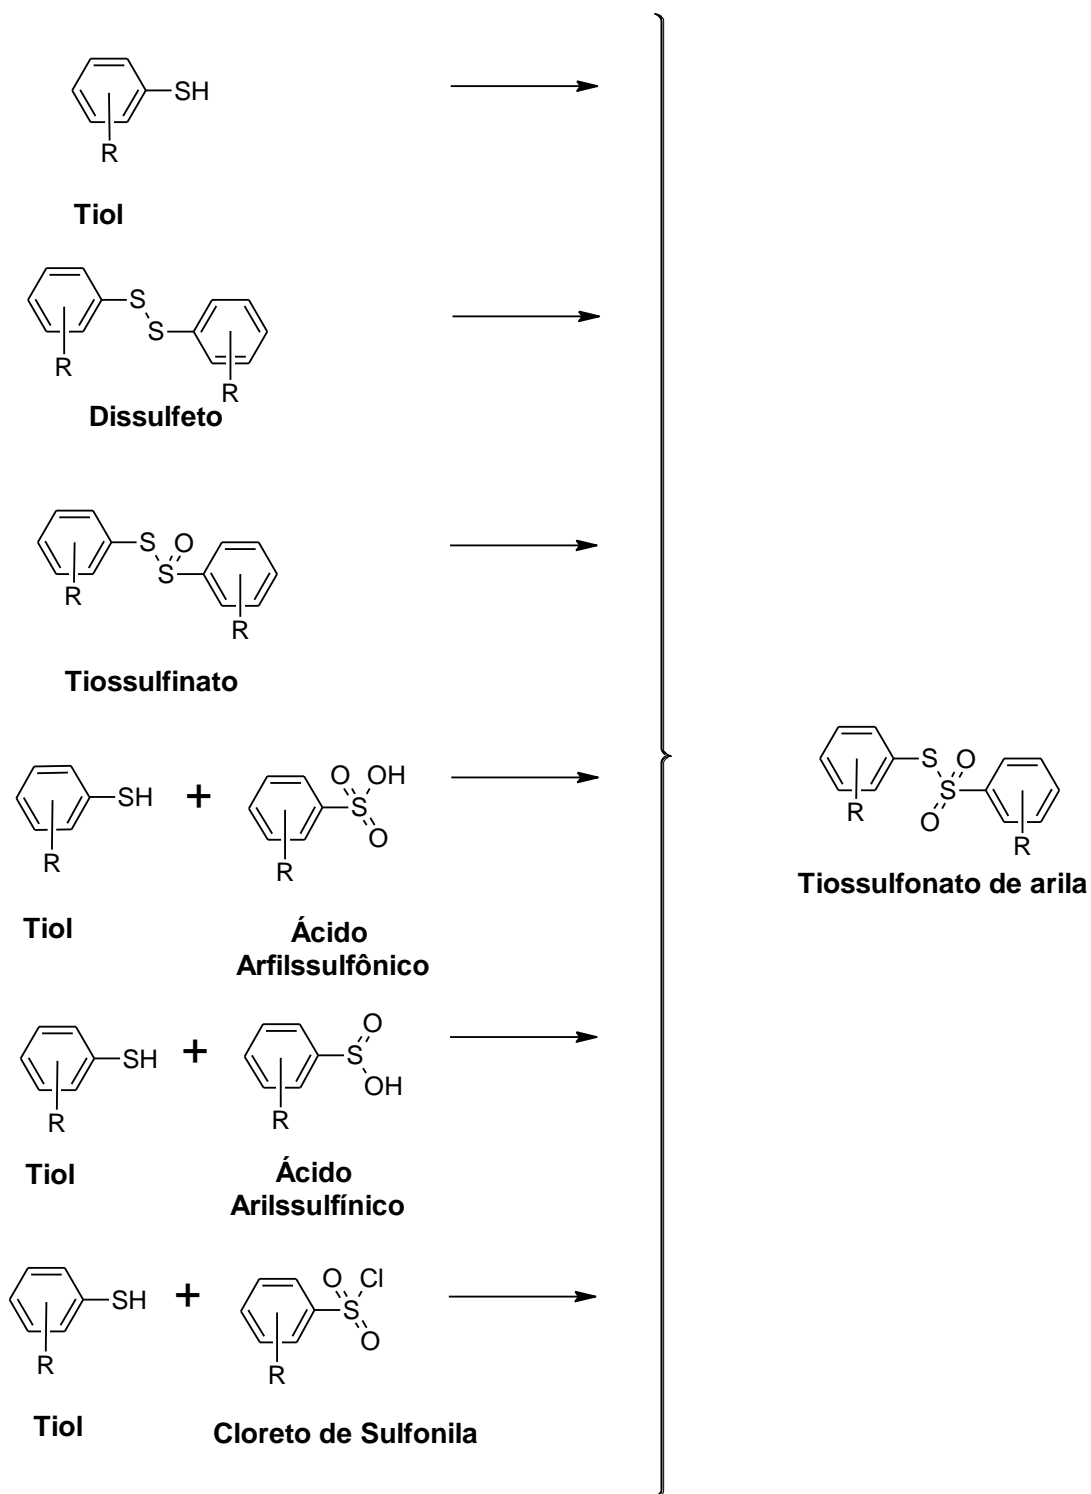 SH
R
Tiol
S
S
R
R
Dissulfeto
S O
S
R
R
Tiossulfinato
SH + O OH
S
O
R
R
Tiol
Ácido
Arfilssulfônico
SH + O
S
OH
R
R
Tiol
Ácido
Arilssulfínico
SH + O Cl
S
O
R
R
Tiol
Cloreto de Sulfonila
S O
S
O
R
R
Tiossulfonato de arila